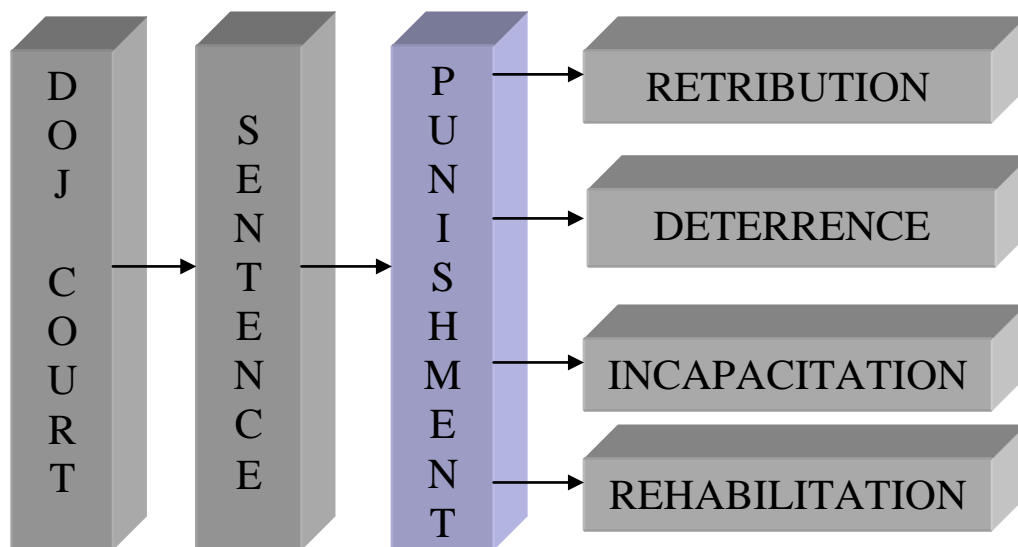 DOJ COURT
SENTENCE
PUNISHMENT
RETRIBUTION
DETERRENCE
INCAPACITATION
REHABILITATION